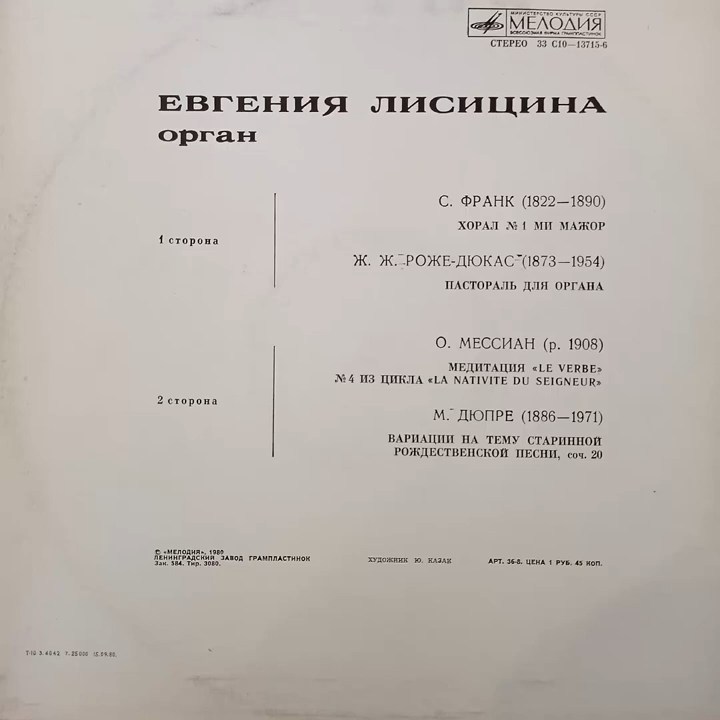 МИНИСТЕРСТВО КУЛЬТУРЫ СССР
МЕЛОДИЯ
ВСЕСОЮЗНАЯ ФИРМА ГРАМПЛАСТИНОК
СТЕРЕО 33 С10—13715-6
ЕВГЕНИЯ ЛИСИЦИНА
орган
1 сторона
С. ФРАНК (1822—1890)
ХОРАЛ № 1 МИ МАЖОР
Ж. Ж. РОЖЕ-ДЮКАС (1873—1954)
ПАСТОРАЛЬ ДЛЯ ОРГАНА
2 сторона
О. МЕССИАН (р. 1908)
МЕДИТАЦИЯ «LE VERBE»
№ 4 ИЗ ЦИКЛА «LA NATIVITE DU SEIGNEUR»
М. ДЮПРЕ (1886—1971)
ВАРИАЦИИ НА ТЕМУ СТАРИННОЙ
РОЖДЕСТВЕНСКОЙ ПЕСНИ, соч. 20
© «МЕЛОДИЯ», 1980
ЛЕНИНГРАДСКИЙ ЗАВОД ГРАМПЛАСТИНОК
Зак. 584. Тир. 3080.
ХУДОЖНИК Ю. КАЗАК
АРТ. 36-8. ЦЕНА 1 РУБ. 45 КОП.
З. 4642 Т. 25000